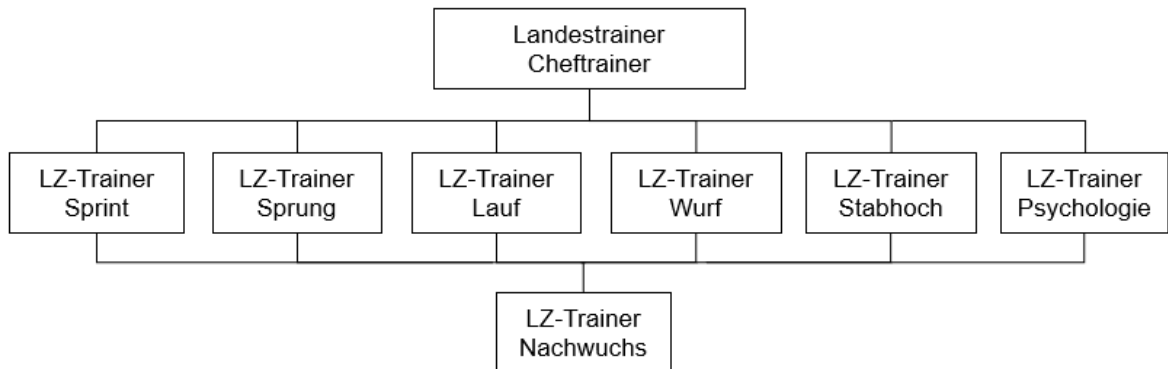 Landestrainer
Cheftrainer
LZ-Trainer
Sprint
LZ-Trainer
Sprung
LZ-Trainer
Lauf
LZ-Trainer
Wurf
LZ-Trainer
Stabhoch
LZ-Trainer
Psychologie
LZ-Trainer
Nachwuchs